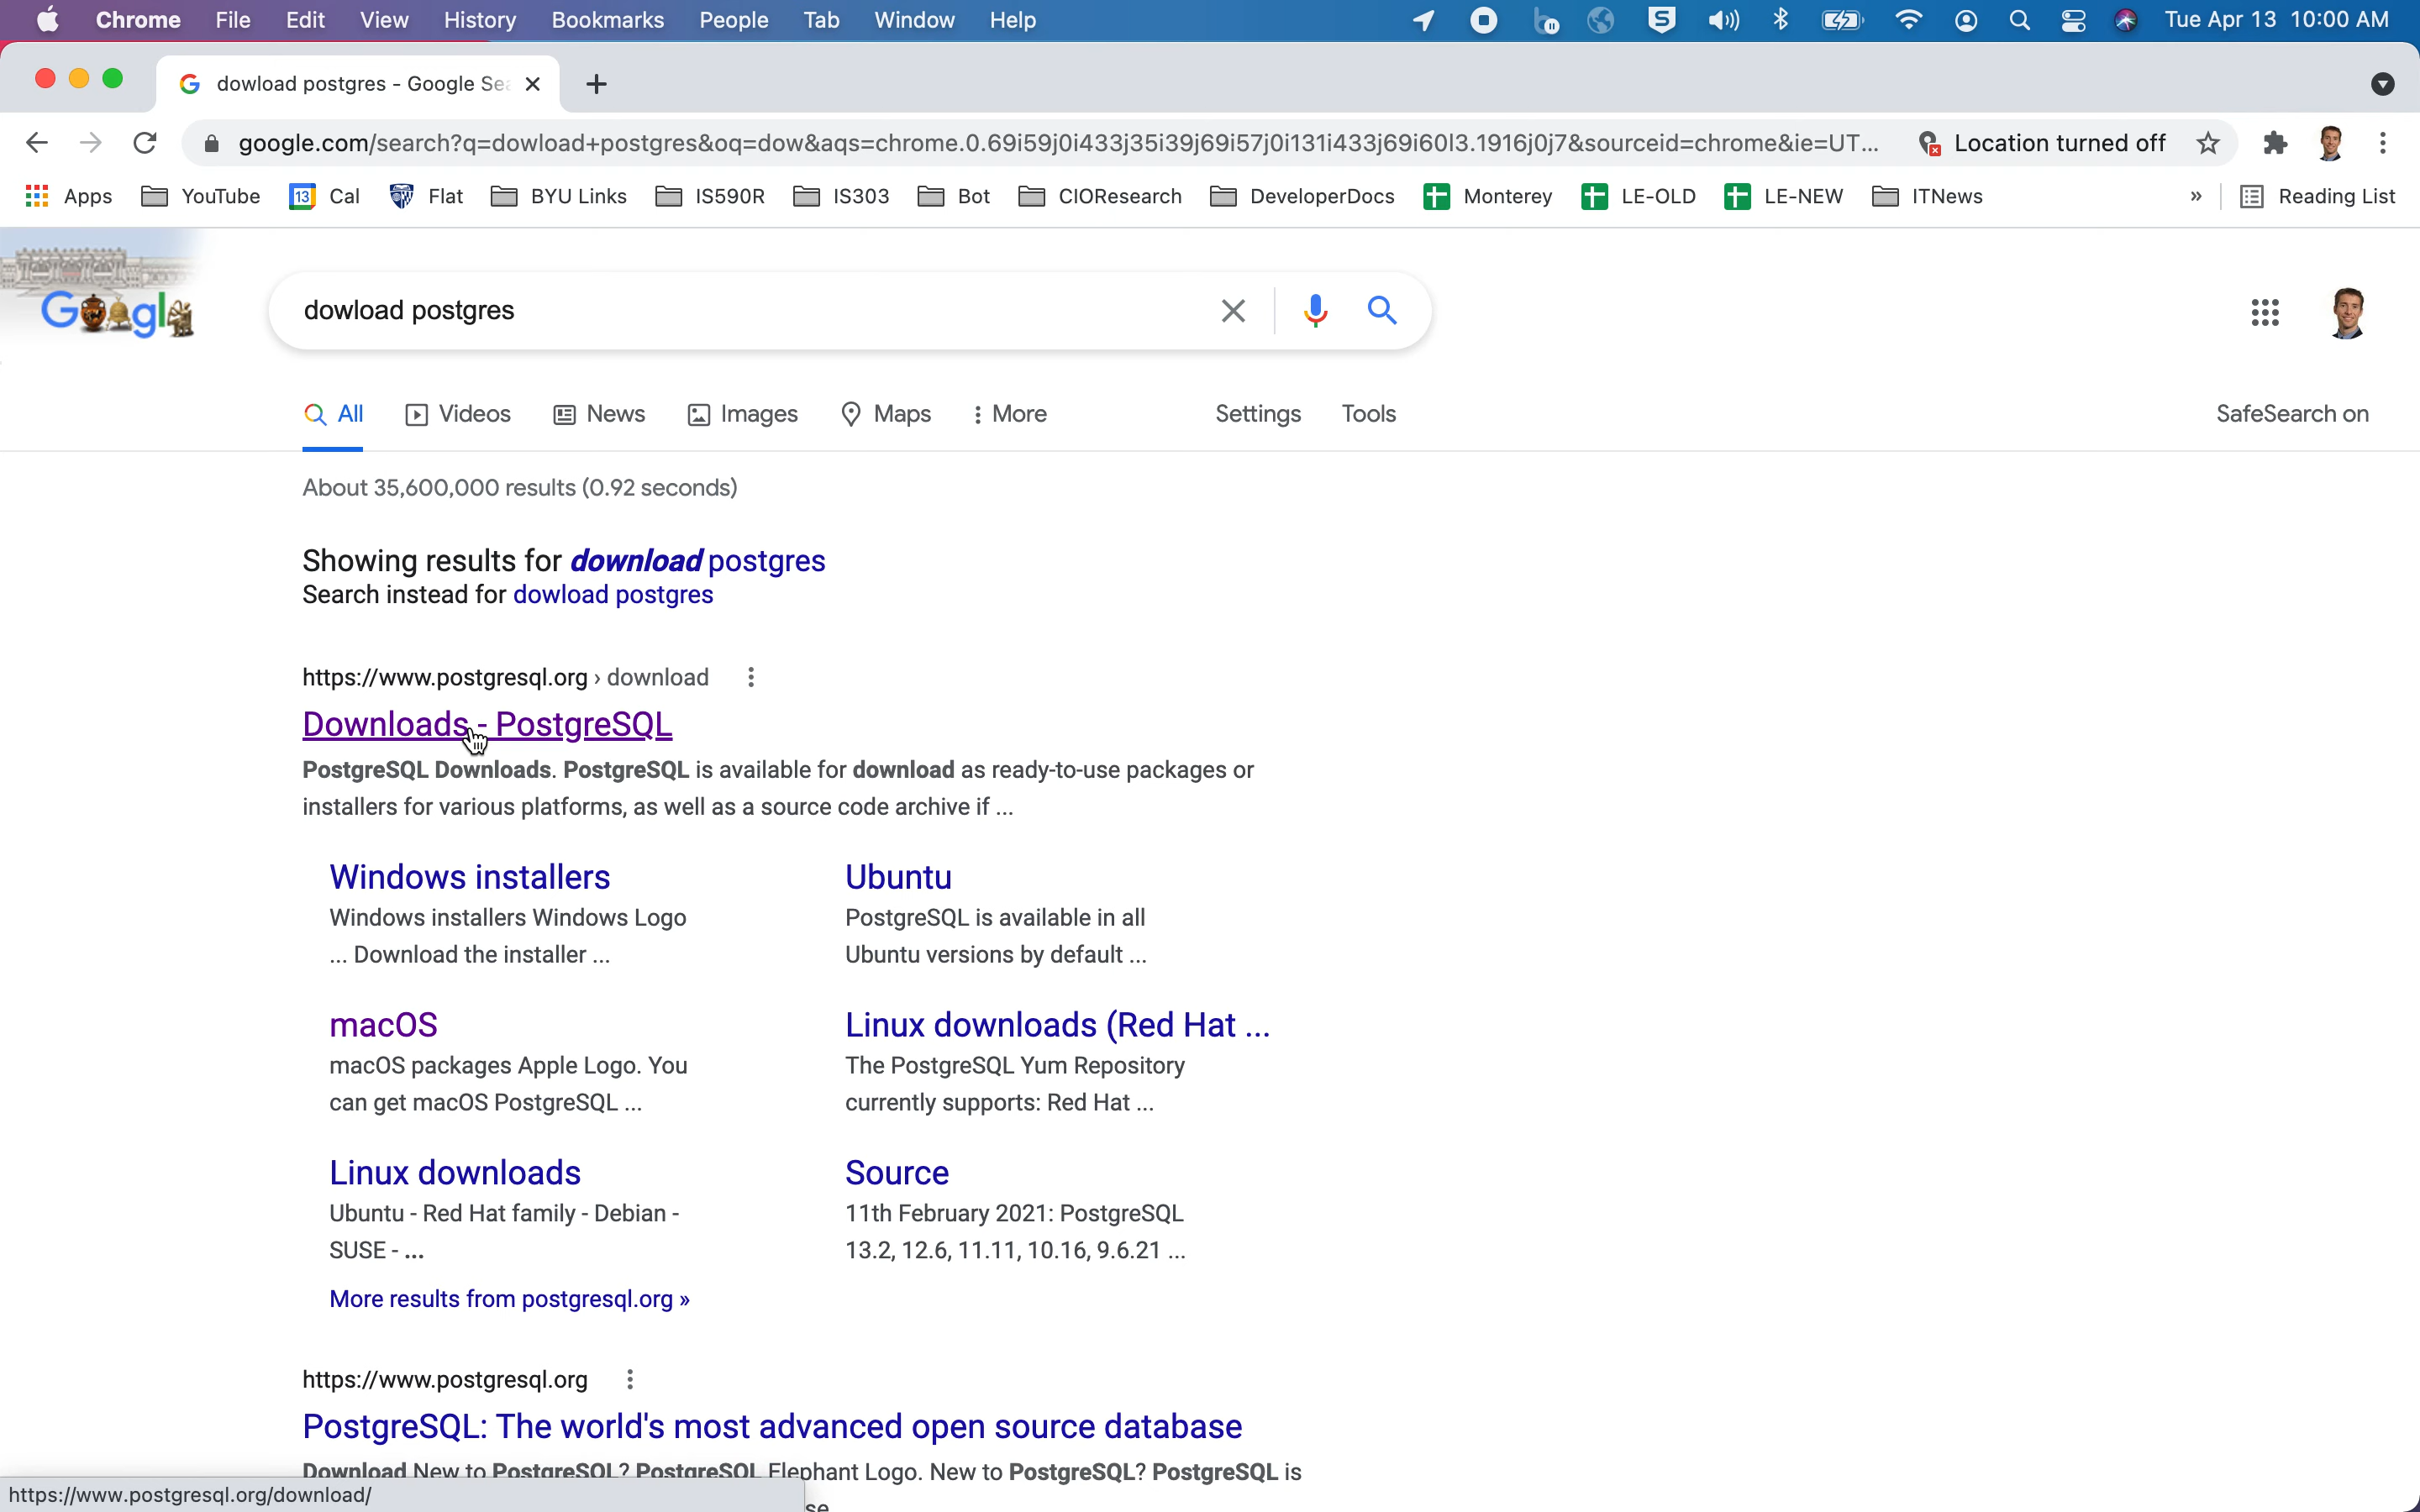 Chrome File Edit View History Bookmarks People Tab Window Help Tue Apr 13 10:00 AM
dowload postgres - Google Sea
google.com/search?q=dowload+postgres&oq=dow&aqs=chrome.0.69i59j0i433j35i39j69i57j0i131i433j69i60l3.1916j0j7&sourceid=chrome&ie=UT... Location turned off
Apps YouTube 13 Cal Flat BYU Links IS590R IS303 Bot CIOResearch DeveloperDocs Monterey LE-OLD LE-NEW ITNews » Reading List
Google
dowload postgres
All Videos News Images Maps More Settings Tools SafeSearch on
About 35,600,000 results (0.92 seconds)
Showing results for download postgres
Search instead for dowload postgres
https://www.postgresql.org › download
Downloads - PostgreSQL
PostgreSQL Downloads. PostgreSQL is available for download as ready-to-use packages or
installers for various platforms, as well as a source code archive if ...
Windows installers
Windows installers Windows Logo
... Download the installer ...
Ubuntu
PostgreSQL is available in all
Ubuntu versions by default ...
macOS
macOS packages Apple Logo. You
can get macOS PostgreSQL ...
Linux downloads (Red Hat ...
The PostgreSQL Yum Repository
currently supports: Red Hat ...
Linux downloads
Ubuntu - Red Hat family - Debian -
SUSE - ...
Source
11th February 2021: PostgreSQL
13.2, 12.6, 11.11, 10.16, 9.6.21 ...
More results from postgresql.org »
https://www.postgresql.org
PostgreSQL: The world's most advanced open source database
Download New to PostgreSQL? PostgreSQL Elephant Logo. New to PostgreSQL? PostgreSQL is
https://www.postgresql.org/download/